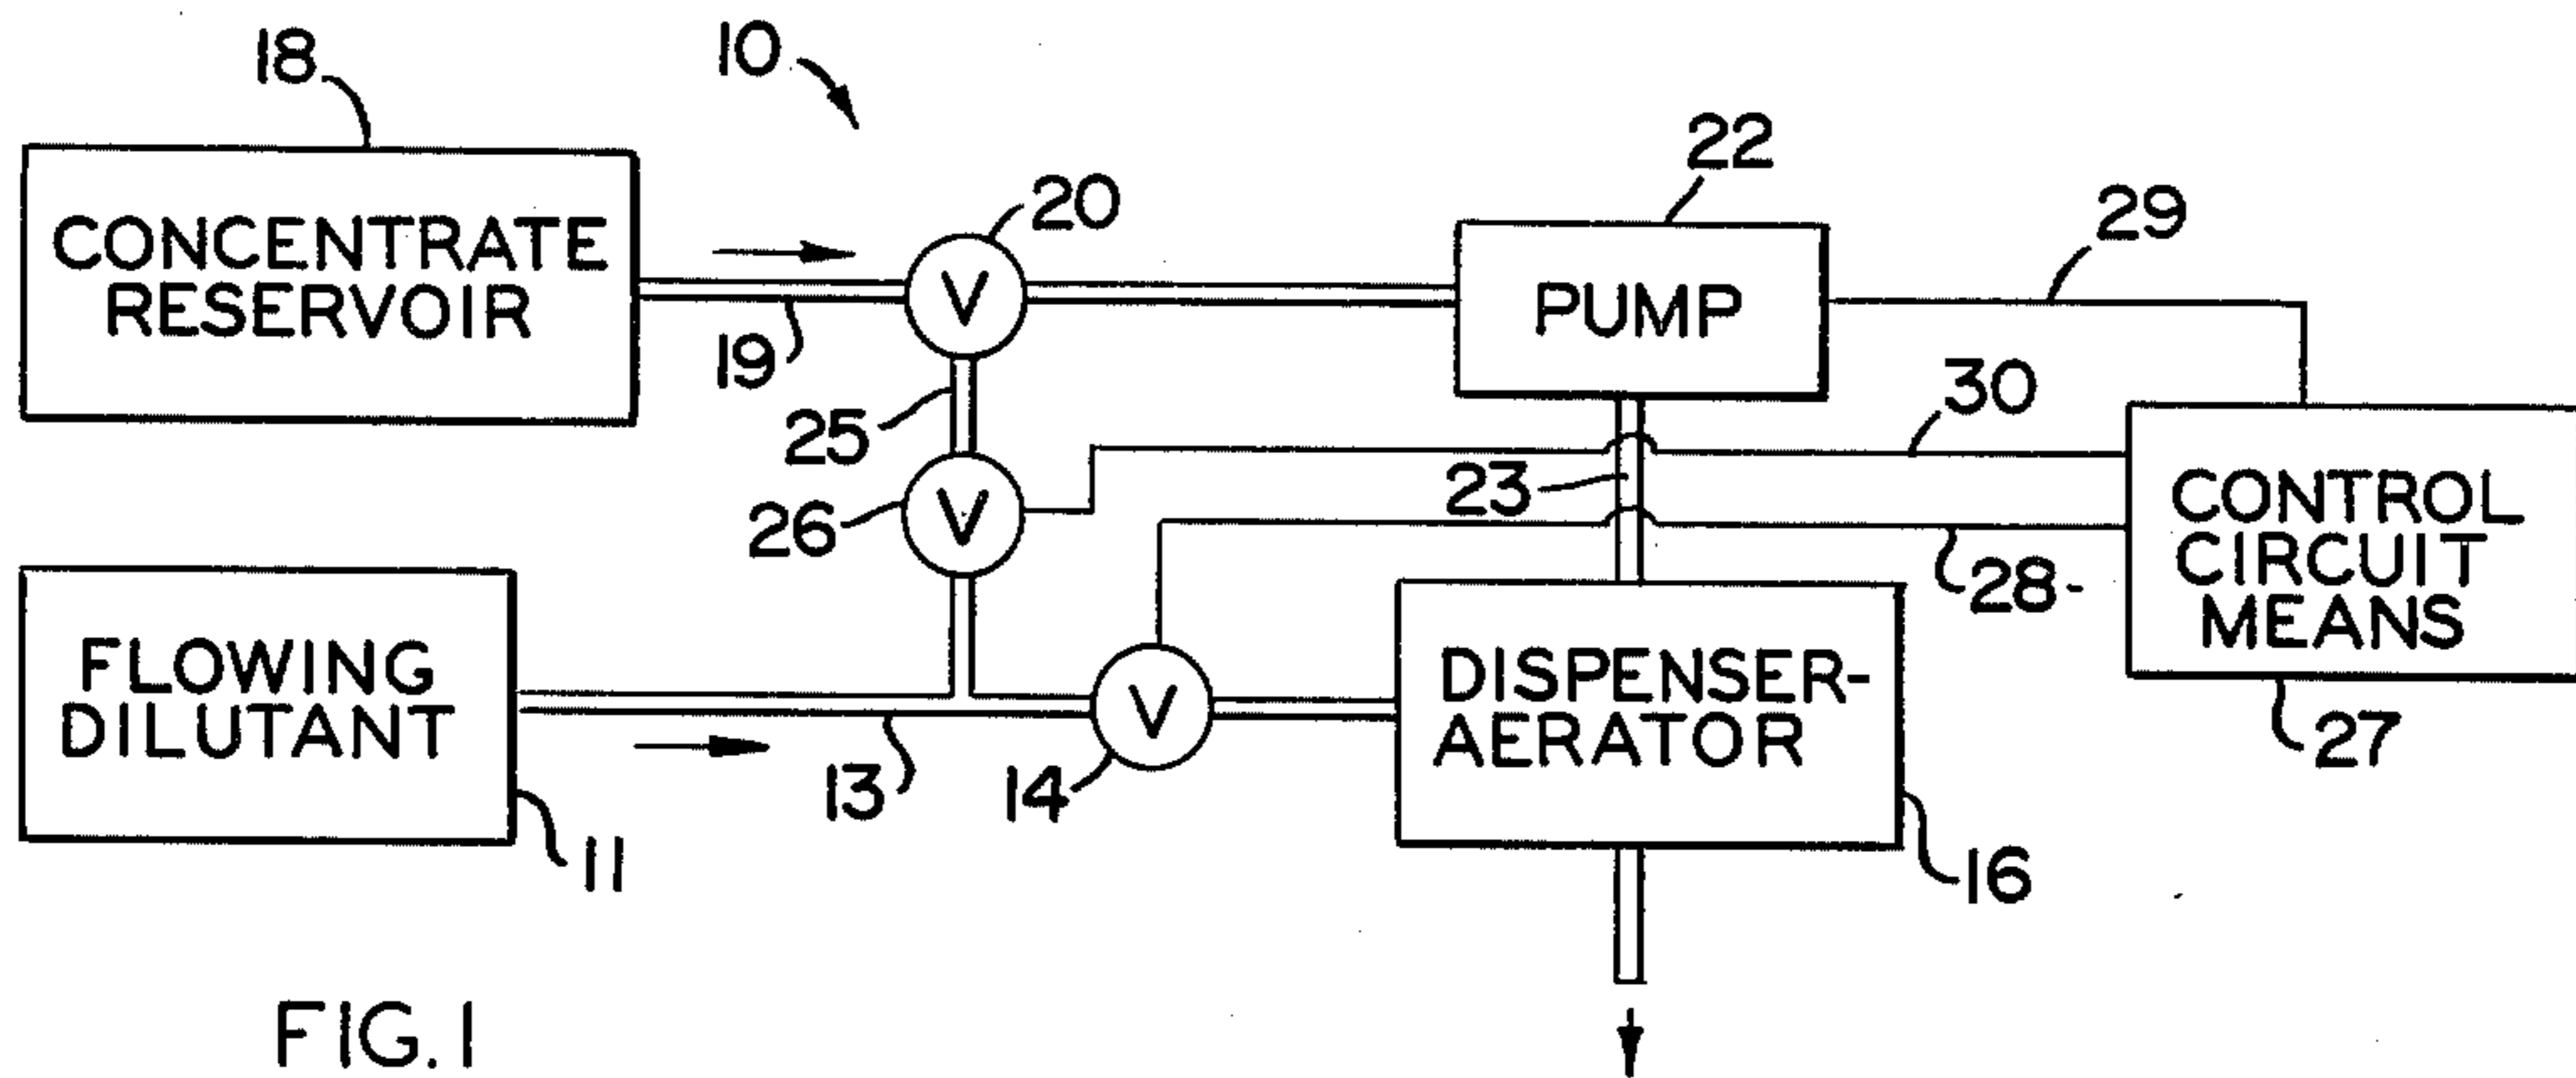 10
18
CONCENTRATE
RESERVOIR
19
20
V
22
PUMP
29
25
26
V
30
23
28
CONTROL
CIRCUIT
MEANS
27
FLOWING
DILUTANT
11
13
14
V
DISPENSER-
AERATOR
16
FIG. 1